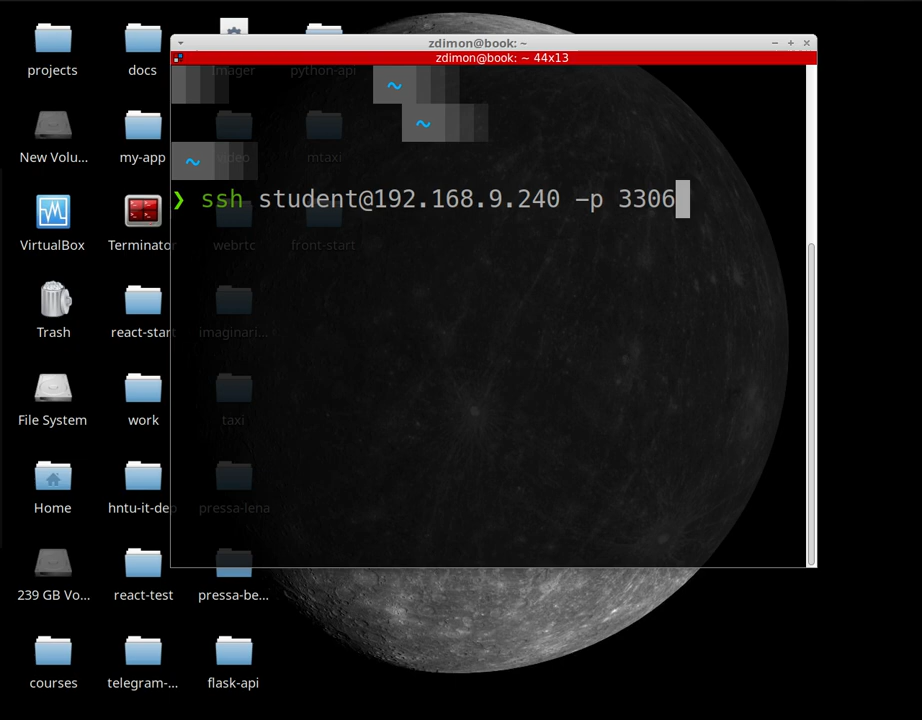 zdimon@book: ~
zdimon@book: ~ 44x13
~
~
~
❯ ssh student@192.168.9.240 -p 3306
projects
docs
Imager
python-api
New Volu...
my-app
video
mtaxi
VirtualBox
Terminator
webrtc
front-start
Trash
react-start
imaginari...
File System
work
taxi
Home
hntu-it-dep
pressa-lena
239 GB Vo...
react-test
pressa-be...
courses
telegram-...
flask-api